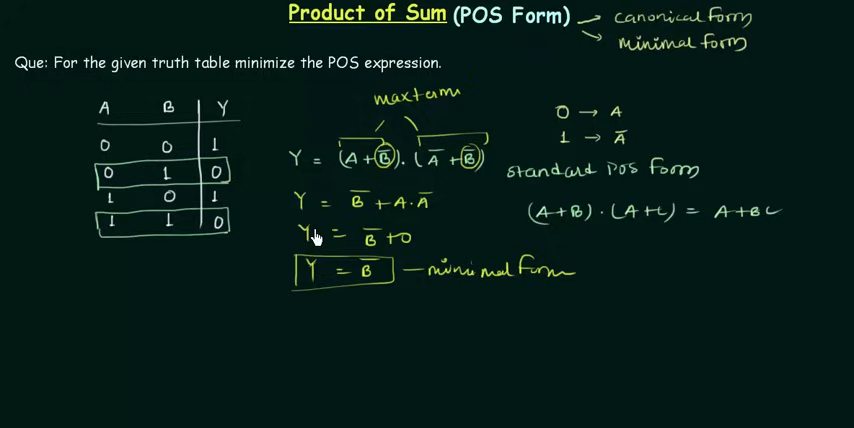 Product of Sum (POS Form) → canonical form
→ minimal form
Que: For the given truth table minimize the POS expression.
A B Y
0 0 1
0 1 0
1 0 1
1 1 0
maxterms
Y = (A + B̅) . ( A̅ + B̅)
Y = B̅ + A · A̅
Y = B̅ + 0
Y = B̅ — minimal form
0 → A
1 → A̅
standard POS form
(A+B) · (A+C) = A+BC